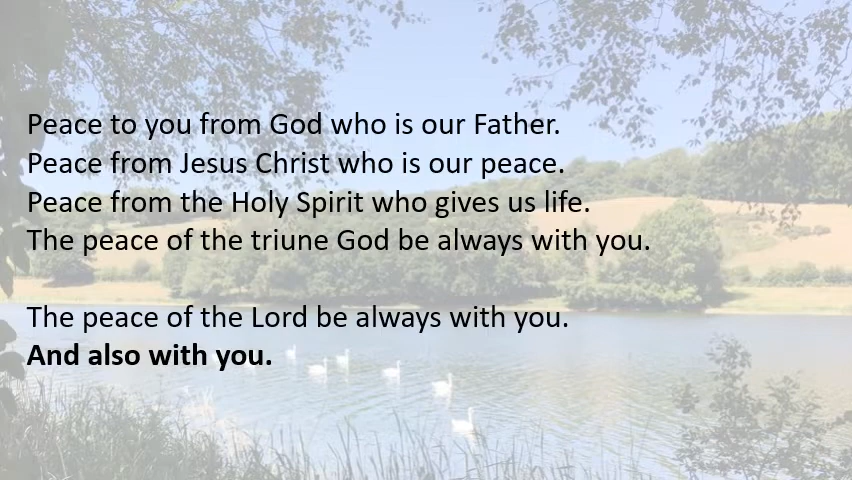 Peace to you from God who is our Father.
Peace from Jesus Christ who is our peace.
Peace from the Holy Spirit who gives us life.
The peace of the triune God be always with you.
The peace of the Lord be always with you.
And also with you.